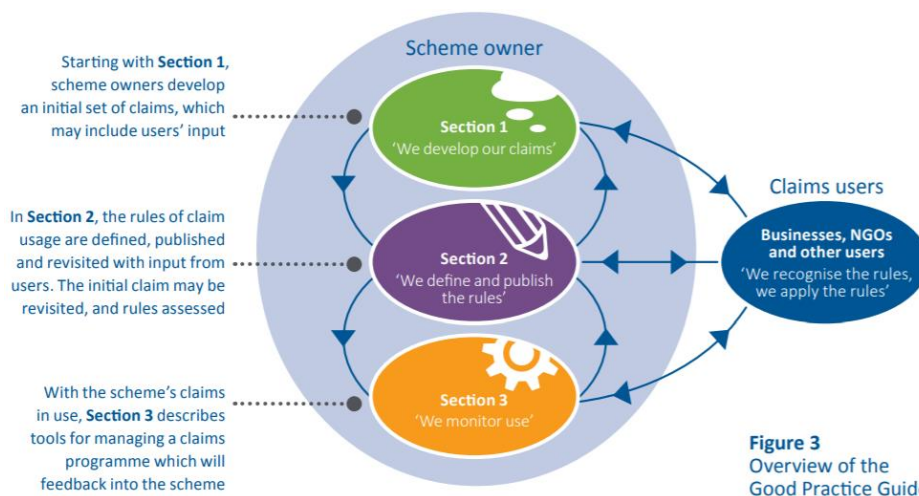 Scheme owner
Starting with Section 1,
scheme owners develop
an initial set of claims, which
may include users' input
Section 1
'We develop our claims'
In Section 2, the rules of claim
usage are defined, published
and revisited with input from
users. The initial claim may be
revisited, and rules assessed
Section 2
'We define and publish
the rules'
Claims users
Businesses, NGOs
and other users
'We recognise the rules,
we apply the rules'
With the scheme's claims
in use, Section 3 describes
tools for managing a claims
programme which will
feedback into the scheme
Section 3
'We monitor use'
Figure 3
Overview of the
Good Practice Guid